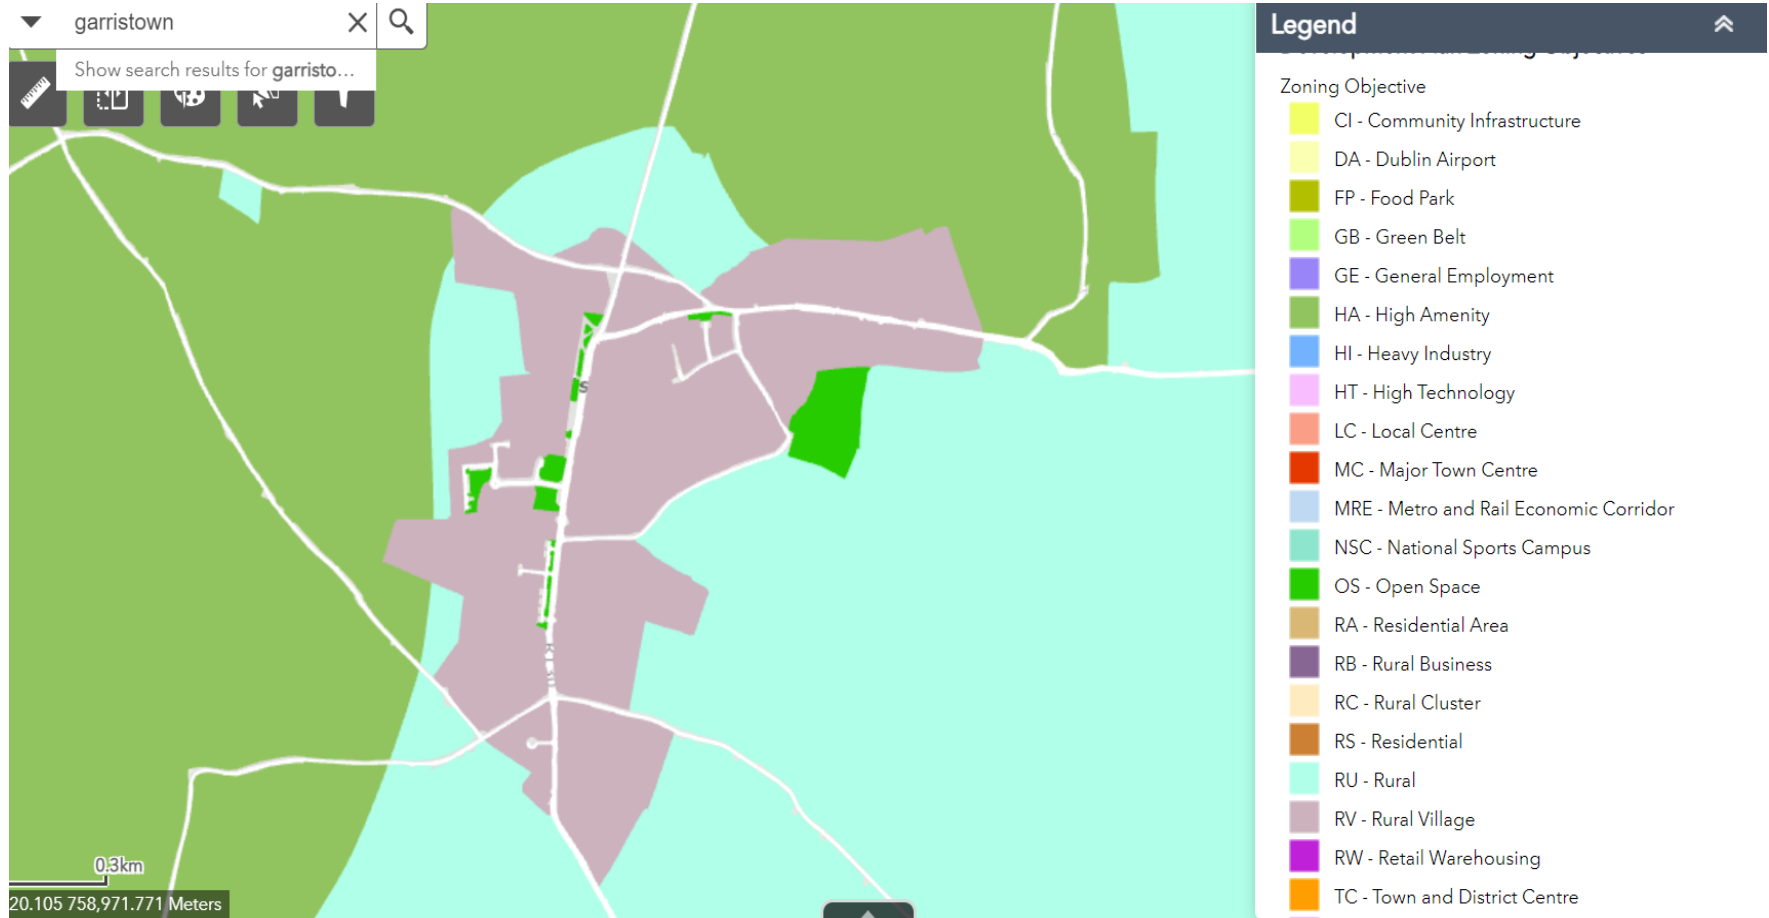 garristown
Show search results for garristo...
Legend
Development Plan Zoning Objectives
Zoning Objective
CI - Community Infrastructure
DA - Dublin Airport
FP - Food Park
GB - Green Belt
GE - General Employment
HA - High Amenity
HI - Heavy Industry
HT - High Technology
LC - Local Centre
MC - Major Town Centre
MRE - Metro and Rail Economic Corridor
NSC - National Sports Campus
OS - Open Space
RA - Residential Area
RB - Rural Business
RC - Rural Cluster
RS - Residential
RU - Rural
RV - Rural Village
RW - Retail Warehousing
TC - Town and District Centre
S
0.3km
20.105 758,971.771 Meters